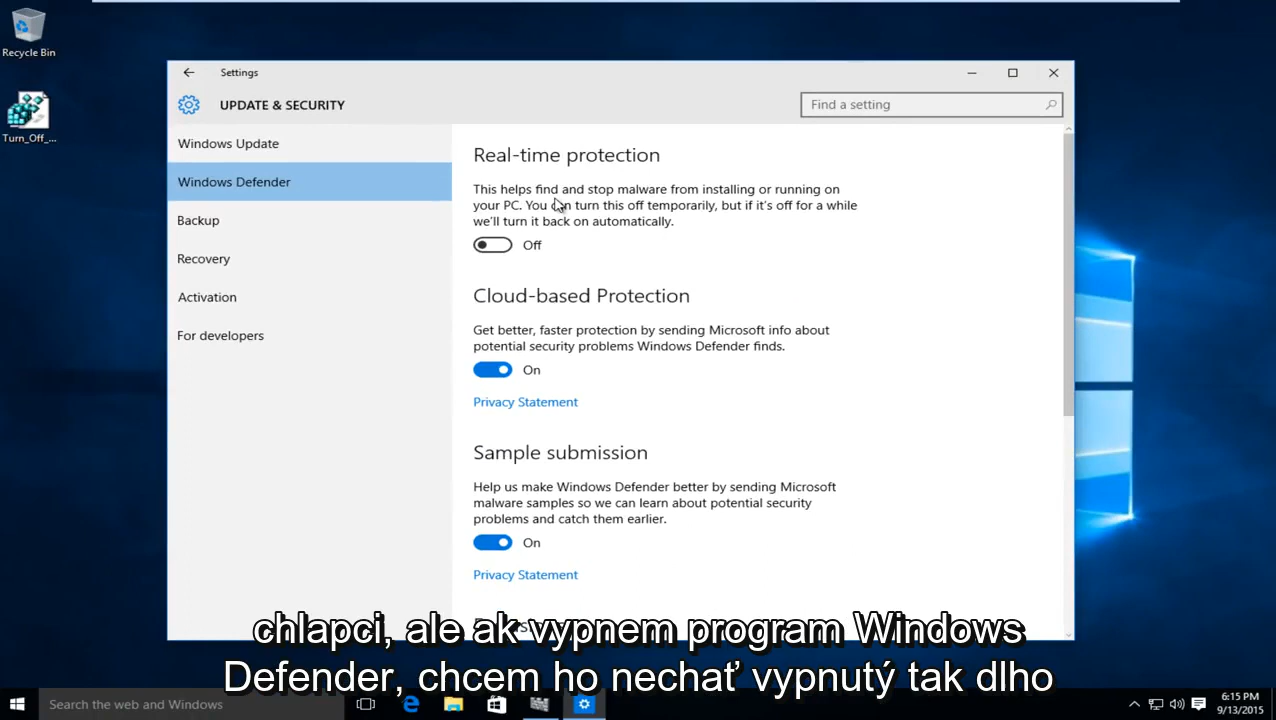 Recycle Bin
Turn_Off_...
Settings
UPDATE & SECURITY
Find a setting
Windows Update
Windows Defender
Backup
Recovery
Activation
For developers
Real-time protection
This helps find and stop malware from installing or running on
your PC. You can turn this off temporarily, but if it's off for a while
we'll turn it back on automatically.
Off
Cloud-based Protection
Get better, faster protection by sending Microsoft info about
potential security problems Windows Defender finds.
On
Privacy Statement
Sample submission
Help us make Windows Defender better by sending Microsoft
malware samples so we can learn about potential security
problems and catch them earlier.
On
Privacy Statement
chlapci, ale ak vypnem program Windows
Defender, chcem ho nechať vypnutý tak dlho
Search the web and Windows
6:15 PM
9/13/2015